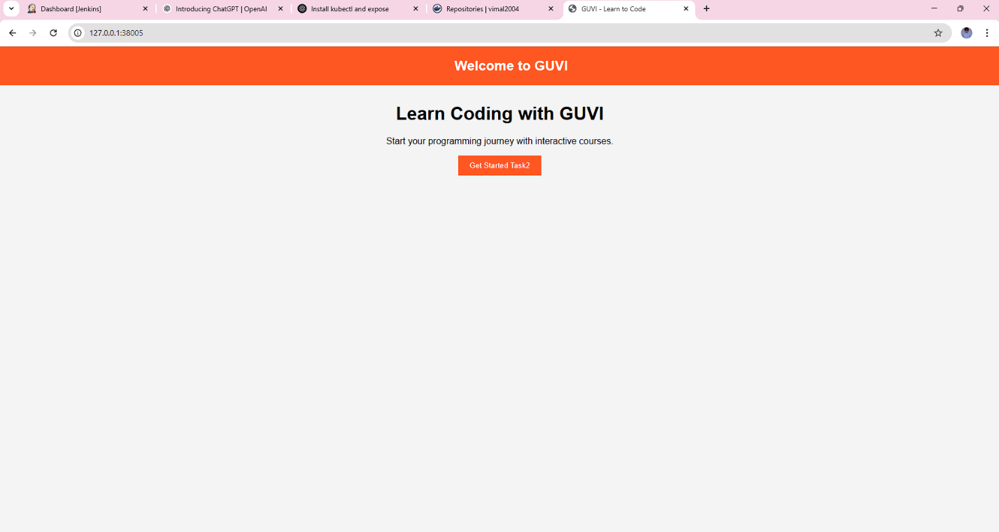 Dashboard [Jenkins]
Introducing ChatGPT | OpenAI
Install kubectl and expose
Repositories | vimal2004
GUVI - Learn to Code
127.0.0.1:38005
Welcome to GUVI
Learn Coding with GUVI
Start your programming journey with interactive courses.
Get Started Task2